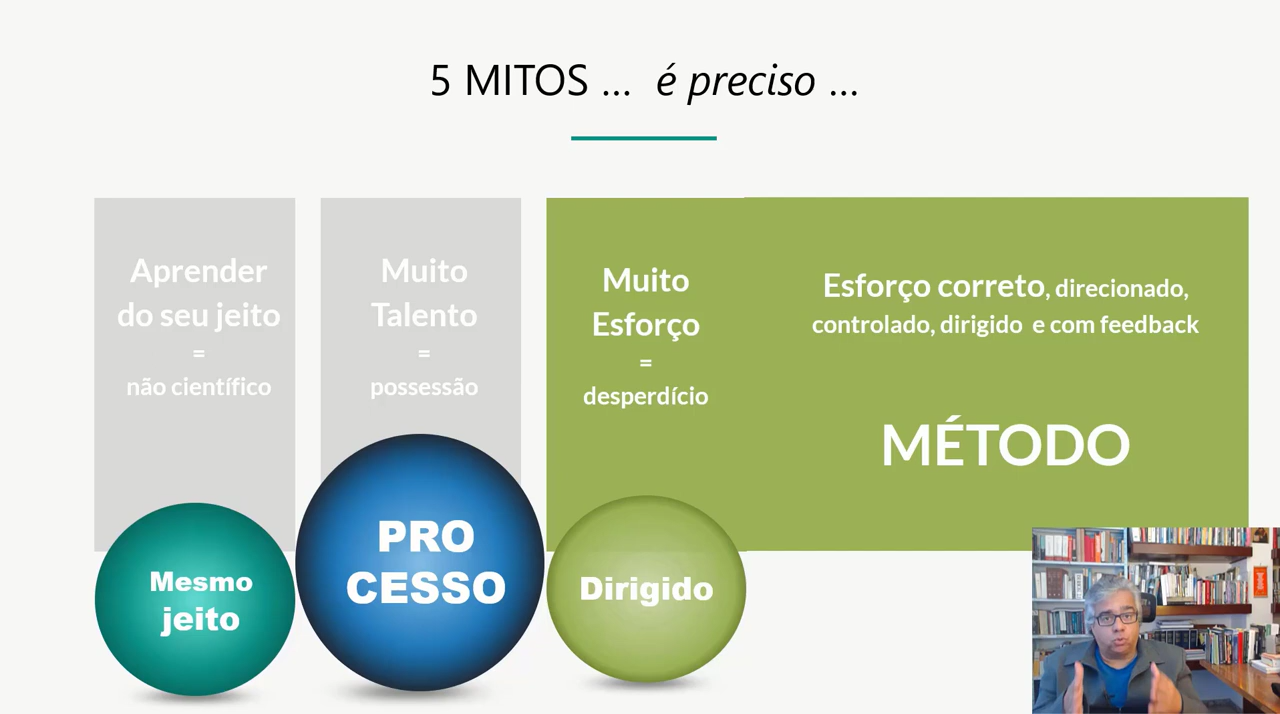 5 MITOS ... é preciso ...
Aprender
do seu jeito
=
não científico
Muito
Talento
=
possessão
Muito
Esforço
=
desperdício
Esforço correto, direcionado,
controlado, dirigido e com feedback
MÉTODO
Mesmo
jeito
PRO
CESSO
Dirigido